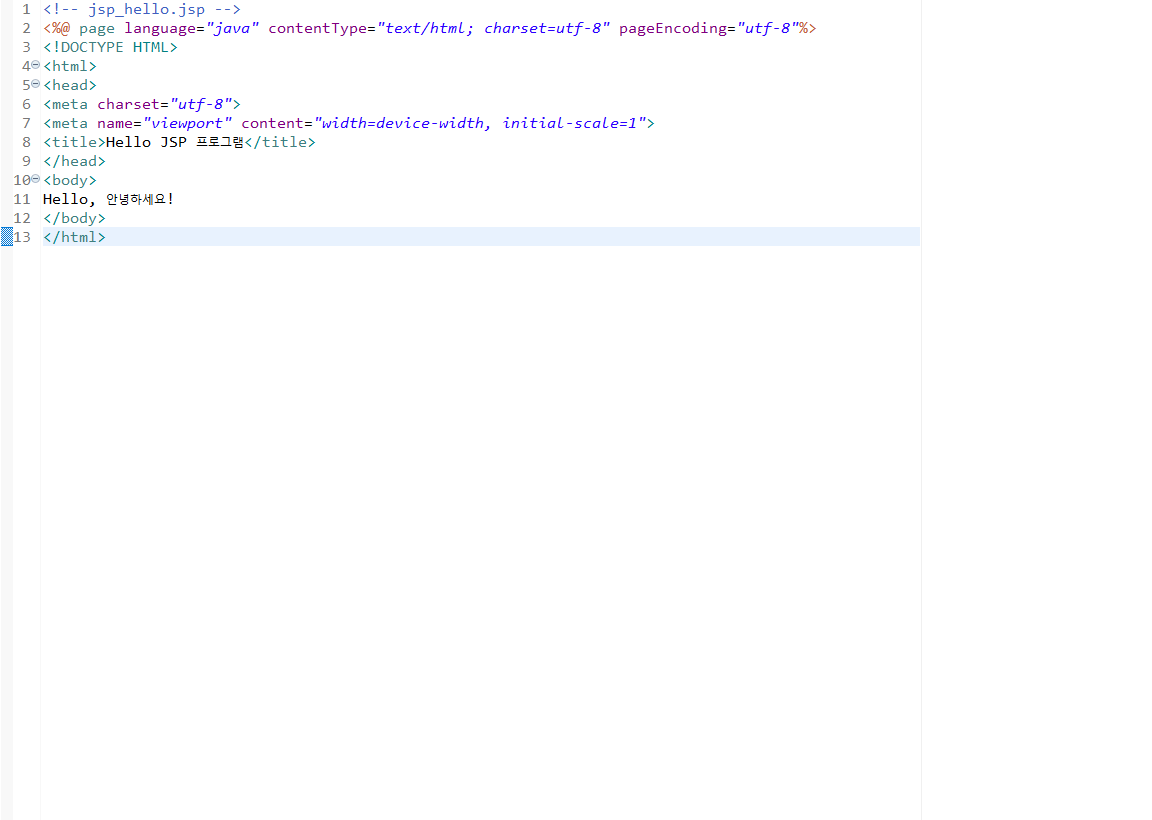 1 <!-- jsp_hello.jsp -->
2 <%@ page language="java" contentType="text/html; charset=utf-8" pageEncoding="utf-8"%>
3 <!DOCTYPE HTML>
4 <html>
5 <head>
6 <meta charset="utf-8">
7 <meta name="viewport" content="width=device-width, initial-scale=1">
8 <title>Hello JSP 프로그램</title>
9 </head>
10 <body>
11 Hello, 안녕하세요!
12 </body>
13 </html>